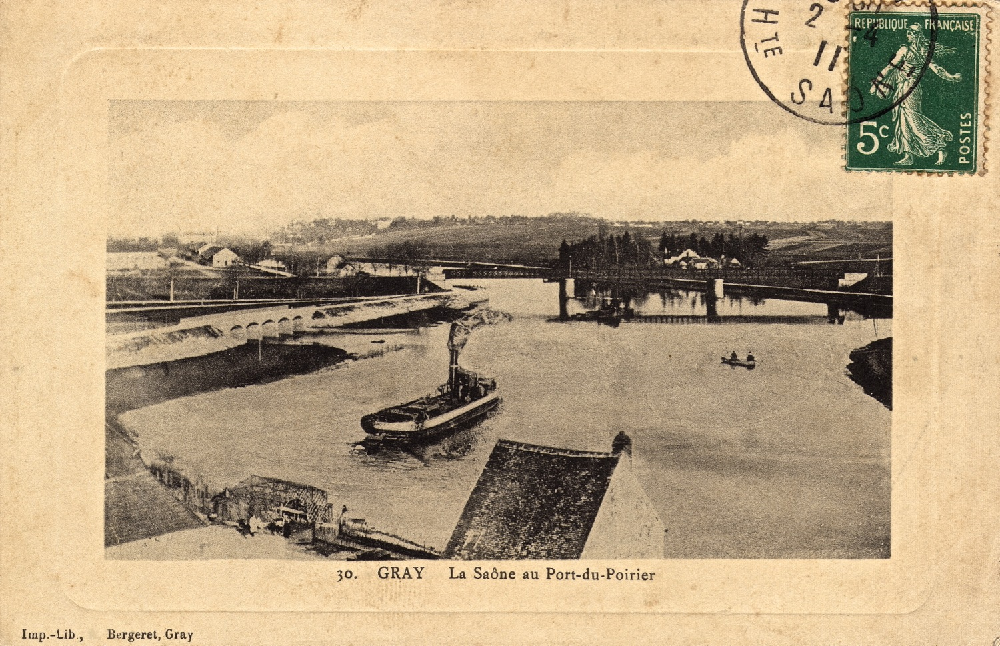 REPUBLIQUE FRANÇAISE
5c
POSTES
HTE SAONE
2
-4
11
30. GRAY La Saône au Port-du-Poirier
Imp.-Lib., Bergeret, Gray